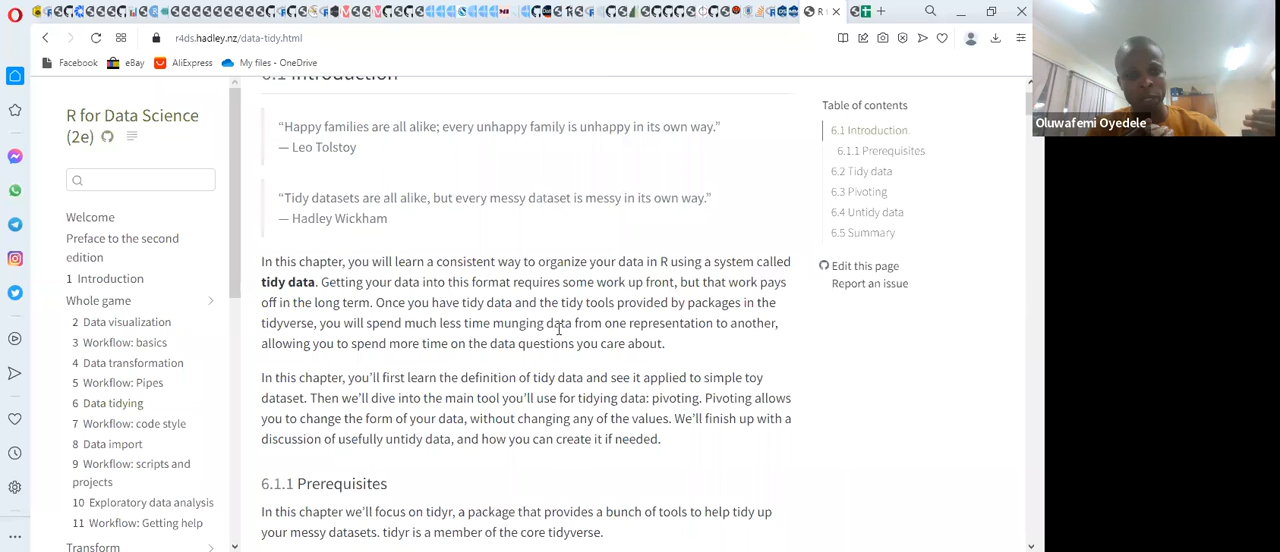 r4ds.hadley.nz/data-tidy.html
Facebook
eBay
AliExpress
My files - OneDrive
R for Data Science
(2e)
Welcome
Preface to the second
edition
1 Introduction
Whole game
2 Data visualization
3 Workflow: basics
4 Data transformation
5 Workflow: Pipes
6 Data tidying
7 Workflow: code style
8 Data import
9 Workflow: scripts and
projects
10 Exploratory data analysis
11 Workflow: Getting help
Transform
6.1 Introduction
“Happy families are all alike; every unhappy family is unhappy in its own way.”
— Leo Tolstoy
“Tidy datasets are all alike, but every messy dataset is messy in its own way.”
— Hadley Wickham
In this chapter, you will learn a consistent way to organize your data in R using a system called
tidy data. Getting your data into this format requires some work up front, but that work pays
off in the long term. Once you have tidy data and the tidy tools provided by packages in the
tidyverse, you will spend much less time munging data from one representation to another,
allowing you to spend more time on the data questions you care about.
In this chapter, you’ll first learn the definition of tidy data and see it applied to simple toy
dataset. Then we’ll dive into the main tool you’ll use for tidying data: pivoting. Pivoting allows
you to change the form of your data, without changing any of the values. We’ll finish up with a
discussion of usefully untidy data, and how you can create it if needed.
6.1.1 Prerequisites
In this chapter we’ll focus on tidyr, a package that provides a bunch of tools to help tidy up
your messy datasets. tidyr is a member of the core tidyverse.
Table of contents
6.1 Introduction
6.1.1 Prerequisites
6.2 Tidy data
6.3 Pivoting
6.4 Untidy data
6.5 Summary
Edit this page
Report an issue
Oluwafemi Oyedele